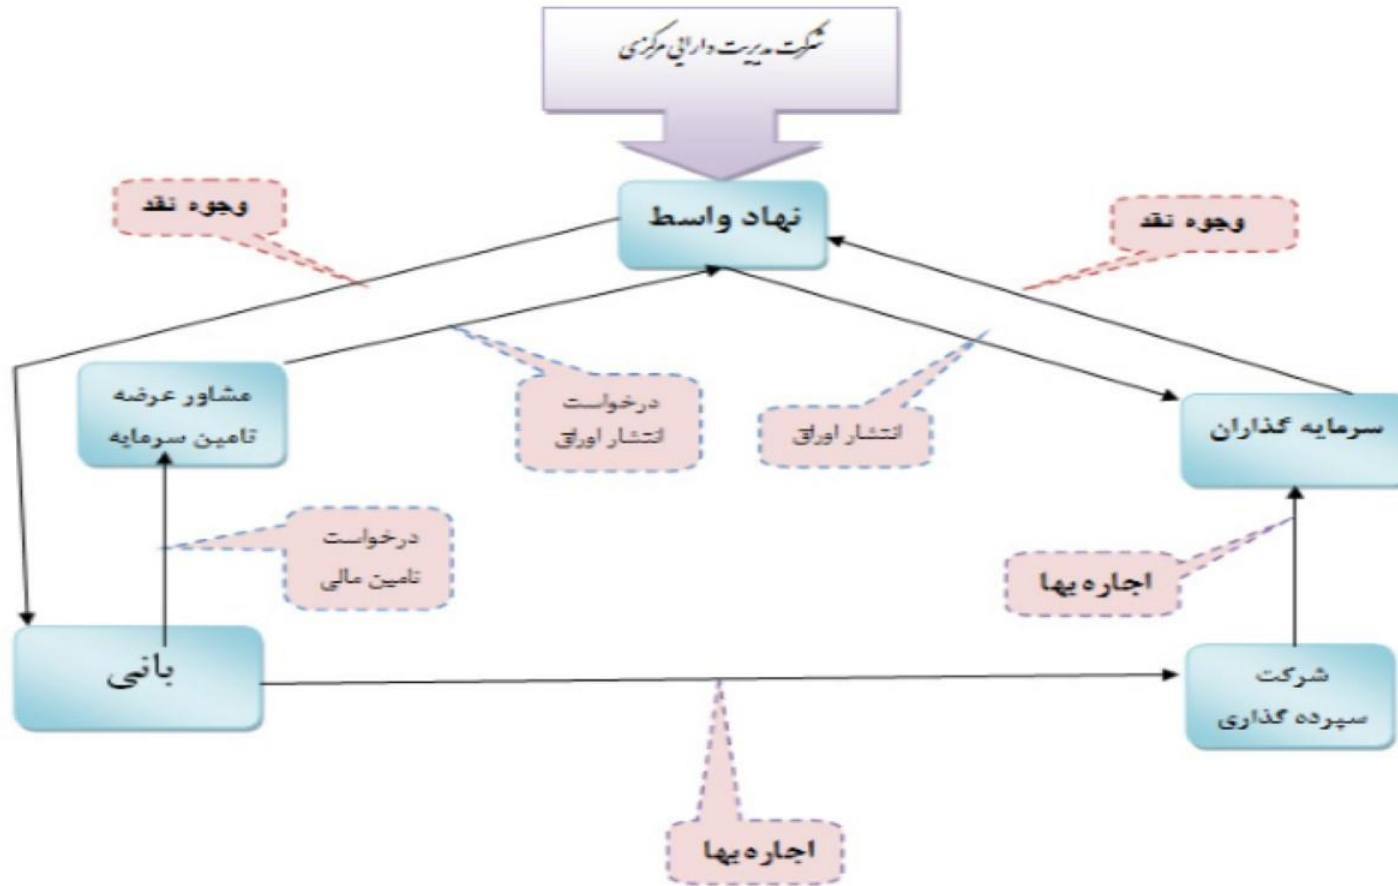 شرکت مدیریت دارایی مرکزی
نهاد واسط
وجوه نقد
وجوه نقد
مشاور عرضه
تامین سرمایه
درخواست
انتشار اوراق
انتشار اوراق
سرمایه گذاران
درخواست
تامین مالی
اجاره بها
بانی
شرکت
سپرده گذاری
اجاره بها